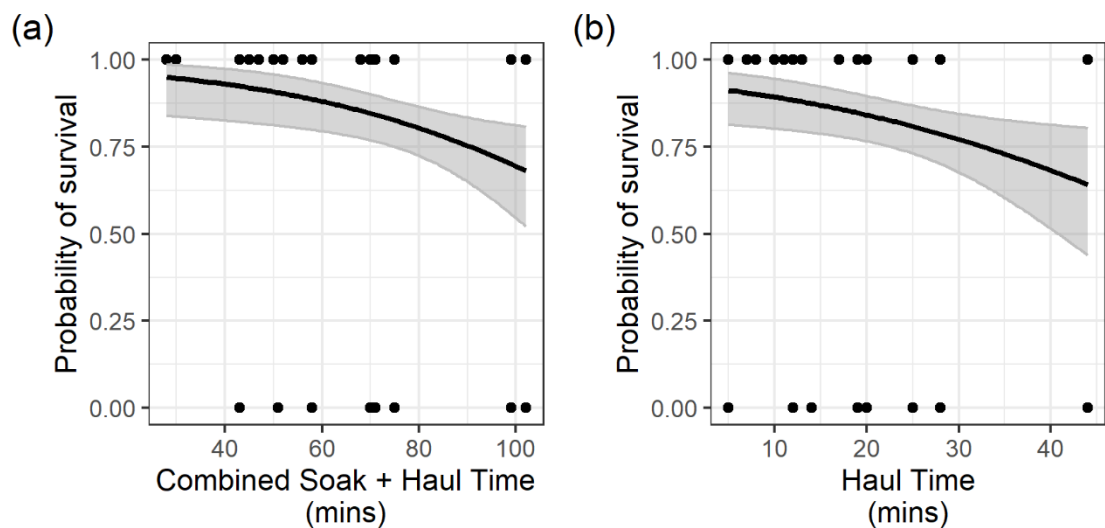 (a)
Probability of survival
1.00
0.75
0.50
0.25
0.00
40 60 80 100
Combined Soak + Haul Time
(mins)
(b)
Probability of survival
1.00
0.75
0.50
0.25
0.00
10 20 30 40
Haul Time
(mins)